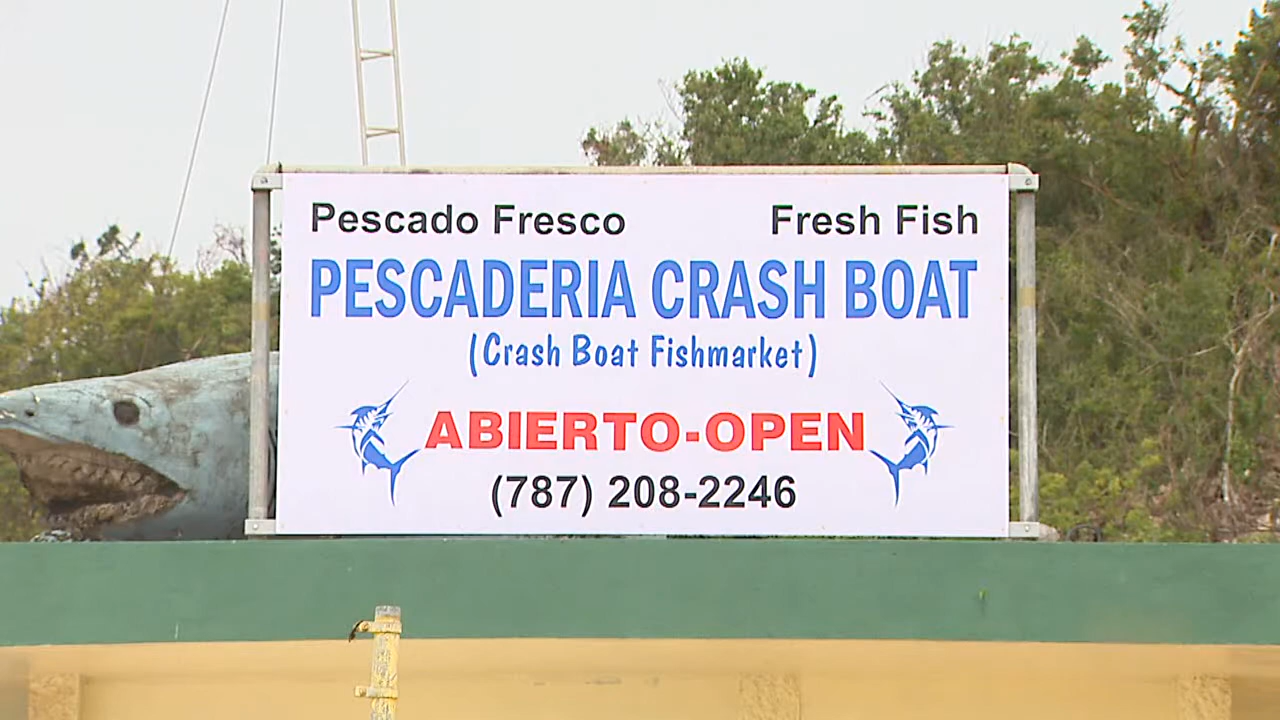 Pescado Fresco Fresh Fish
PESCADERIA CRASH BOAT
(Crash Boat Fishmarket)
ABIERTO-OPEN
(787) 208-2246